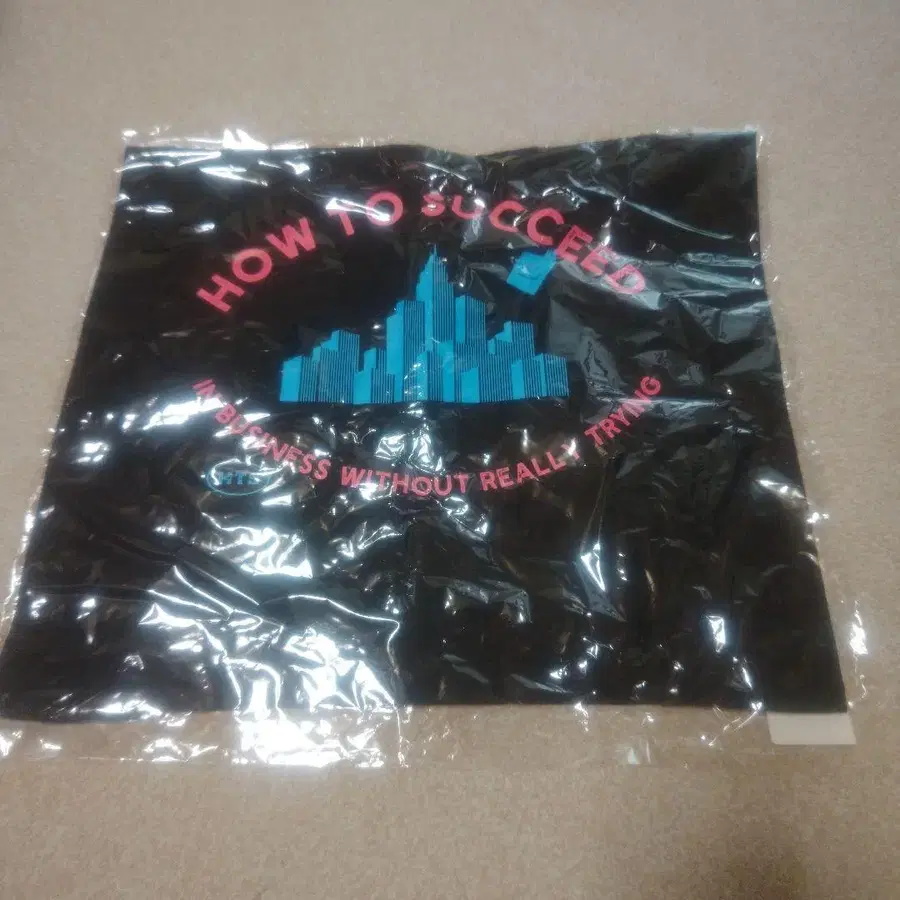 HOW TO SUCCEED
IN BUSINESS WITHOUT REALLY TRYING